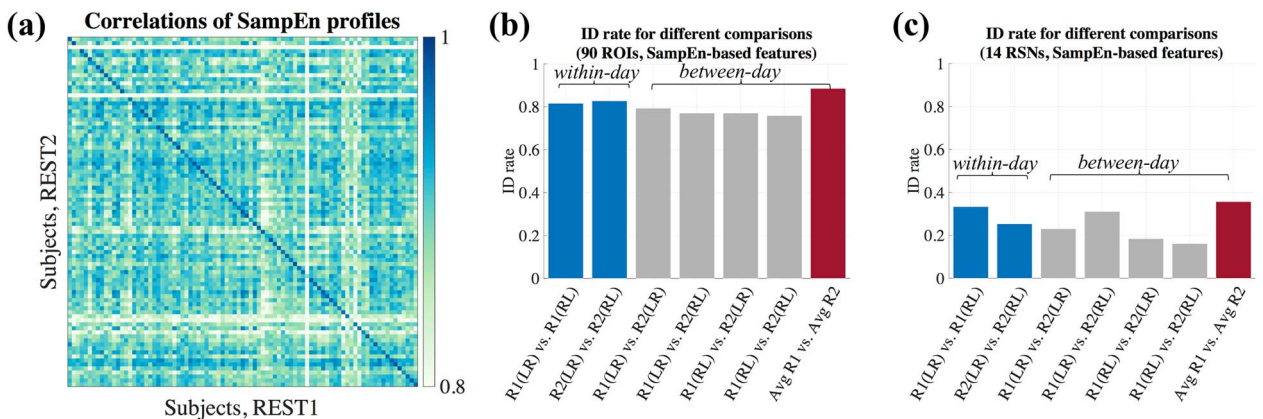 (a)
Correlations of SampEn profiles
Subjects, REST2
Subjects, REST1
1
0.8
(b)
ID rate for different comparisons
(90 ROIs, SampEn-based features)
within-day
between-day
ID rate
1
0.8
0.6
0.4
0.2
0
R1(LR) vs. R1(RL)
R2(LR) vs. R2(RL)
R1(LR) vs. R2(LR)
R1(LR) vs. R2(RL)
R1(RL) vs. R2(LR)
R1(RL) vs. R2(RL)
Avg R1 vs. Avg R2
(c)
ID rate for different comparisons
(14 RSNs, SampEn-based features)
within-day
between-day
ID rate
1
0.8
0.6
0.4
0.2
0
R1(LR) vs. R1(RL)
R2(LR) vs. R2(RL)
R1(LR) vs. R2(LR)
R1(LR) vs. R2(RL)
R1(RL) vs. R2(LR)
R1(RL) vs. R2(RL)
Avg R1 vs. Avg R2